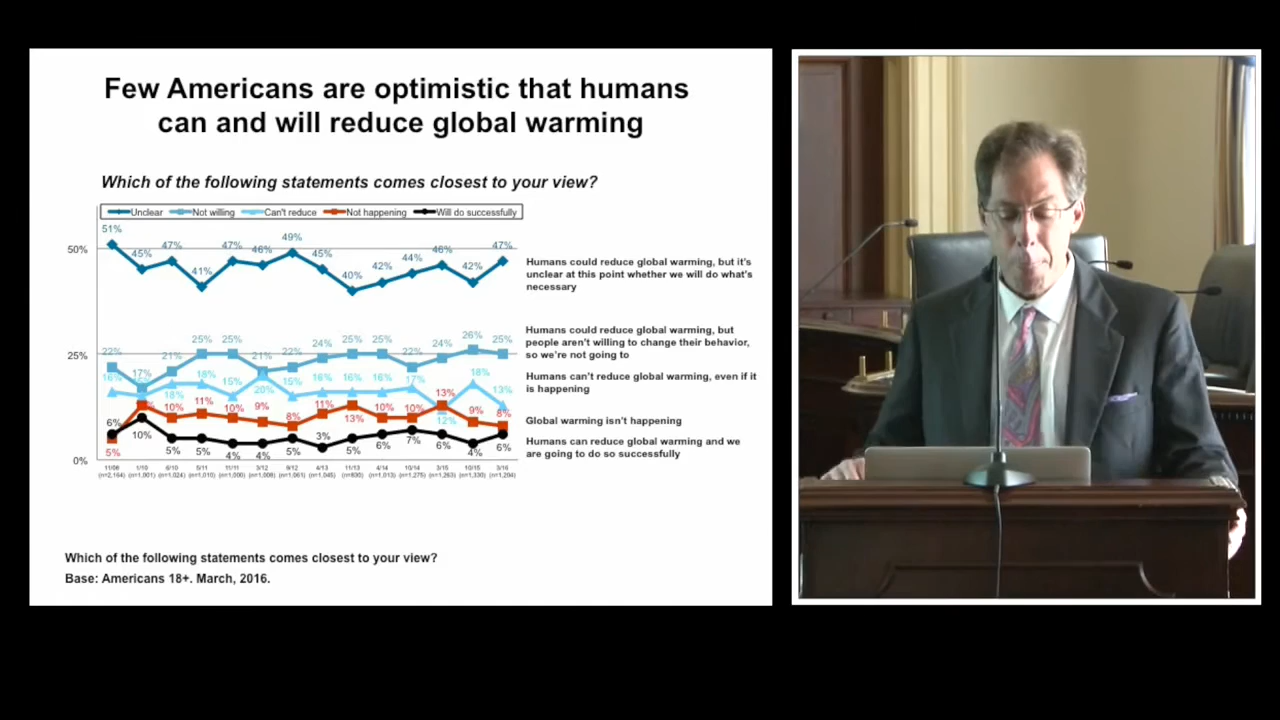 Few Americans are optimistic that humans
can and will reduce global warming
Which of the following statements comes closest to your view?
Unclear Not willing Can't reduce Not happening Will do successfully
50%
25%
0%
51% 45% 47% 41% 47% 46% 49% 45% 40% 42% 44% 46% 42% 47%
22% 17% 21% 25% 25% 21% 22% 24% 25% 25% 22% 24% 26% 25%
16% 18% 18% 15% 20% 15% 16% 16% 16% 17% 12% 18% 13%
5% 10% 11% 10% 9% 8% 11% 13% 10% 10% 13% 9% 8%
6% 10% 5% 5% 4% 4% 5% 3% 5% 6% 7% 6% 4% 6%
11/08 1/10 6/10 5/11 11/11 3/12 9/12 4/13 11/13 4/14 10/14 3/15 10/15 3/16
(n=2,164) (n=1,001) (n=1,024) (n=1,010) (n=1,000) (n=1,008) (n=1,061) (n=1,045) (n=830) (n=1,013) (n=1,275) (n=1,263) (n=1,330) (n=1,204)
Humans could reduce global warming, but it's
unclear at this point whether we will do what's
necessary
Humans could reduce global warming, but
people aren't willing to change their behavior,
so we're not going to
Humans can't reduce global warming, even if it
is happening
Global warming isn't happening
Humans can reduce global warming and we
are going to do so successfully
Which of the following statements comes closest to your view?
Base: Americans 18+. March, 2016.